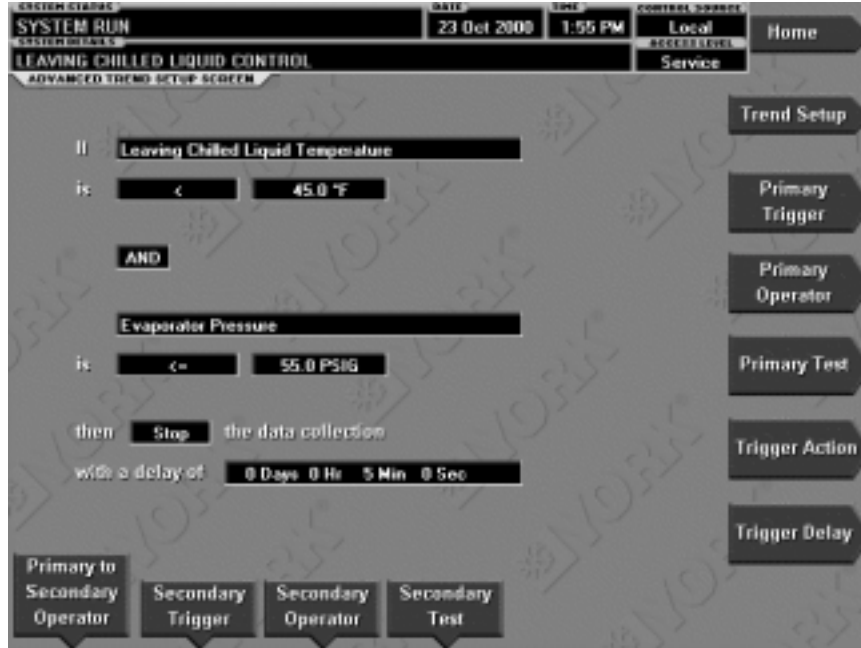 SYSTEM STATUS
SYSTEM RUN
DATE
23 Oct 2000
TIME
1:55 PM
CONTROL SOURCE
Local
Home
SYSTEM DETAILS
LEAVING CHILLED LIQUID CONTROL
ACCESS LEVEL
Service
ADVANCED TREND SETUP SCREEN
Trend Setup
If
Leaving Chilled Liquid Temperature
is
<
45.0 °F
Primary
Trigger
AND
Primary
Operator
Evaporator Pressure
is
<=
55.0 PSIG
Primary Test
then
Stop
the data collection
Trigger Action
with a delay of
0 Days 0 Hr 5 Min 0 Sec
Trigger Delay
Primary to
Secondary
Operator
Secondary
Trigger
Secondary
Operator
Secondary
Test
YORK